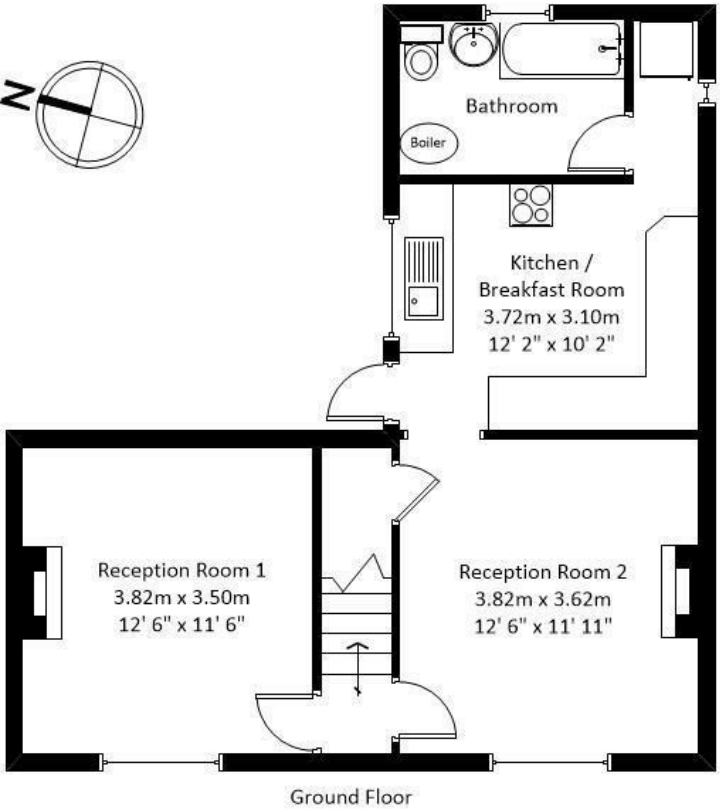 N
Bathroom
Boiler
Kitchen /
Breakfast Room
3.72m x 3.10m
12' 2" x 10' 2"
Reception Room 1
3.82m x 3.50m
12' 6" x 11' 6"
Reception Room 2
3.82m x 3.62m
12' 6" x 11' 11"
Ground Floor